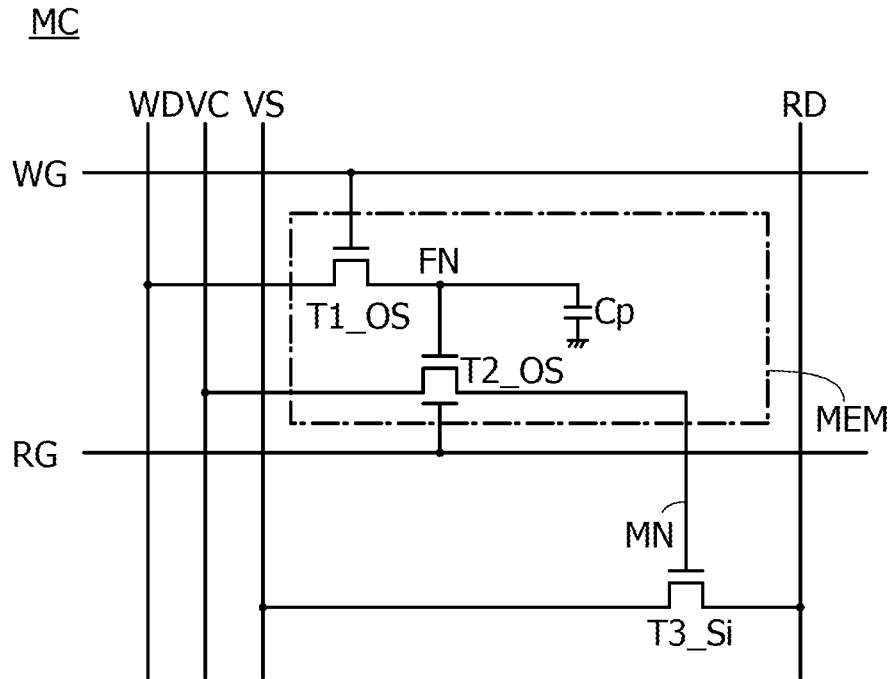 MC
WD VC VS RD
WG
FN
T1_OS
Cp
T2_OS
MEM
RG
MN
T3_Si